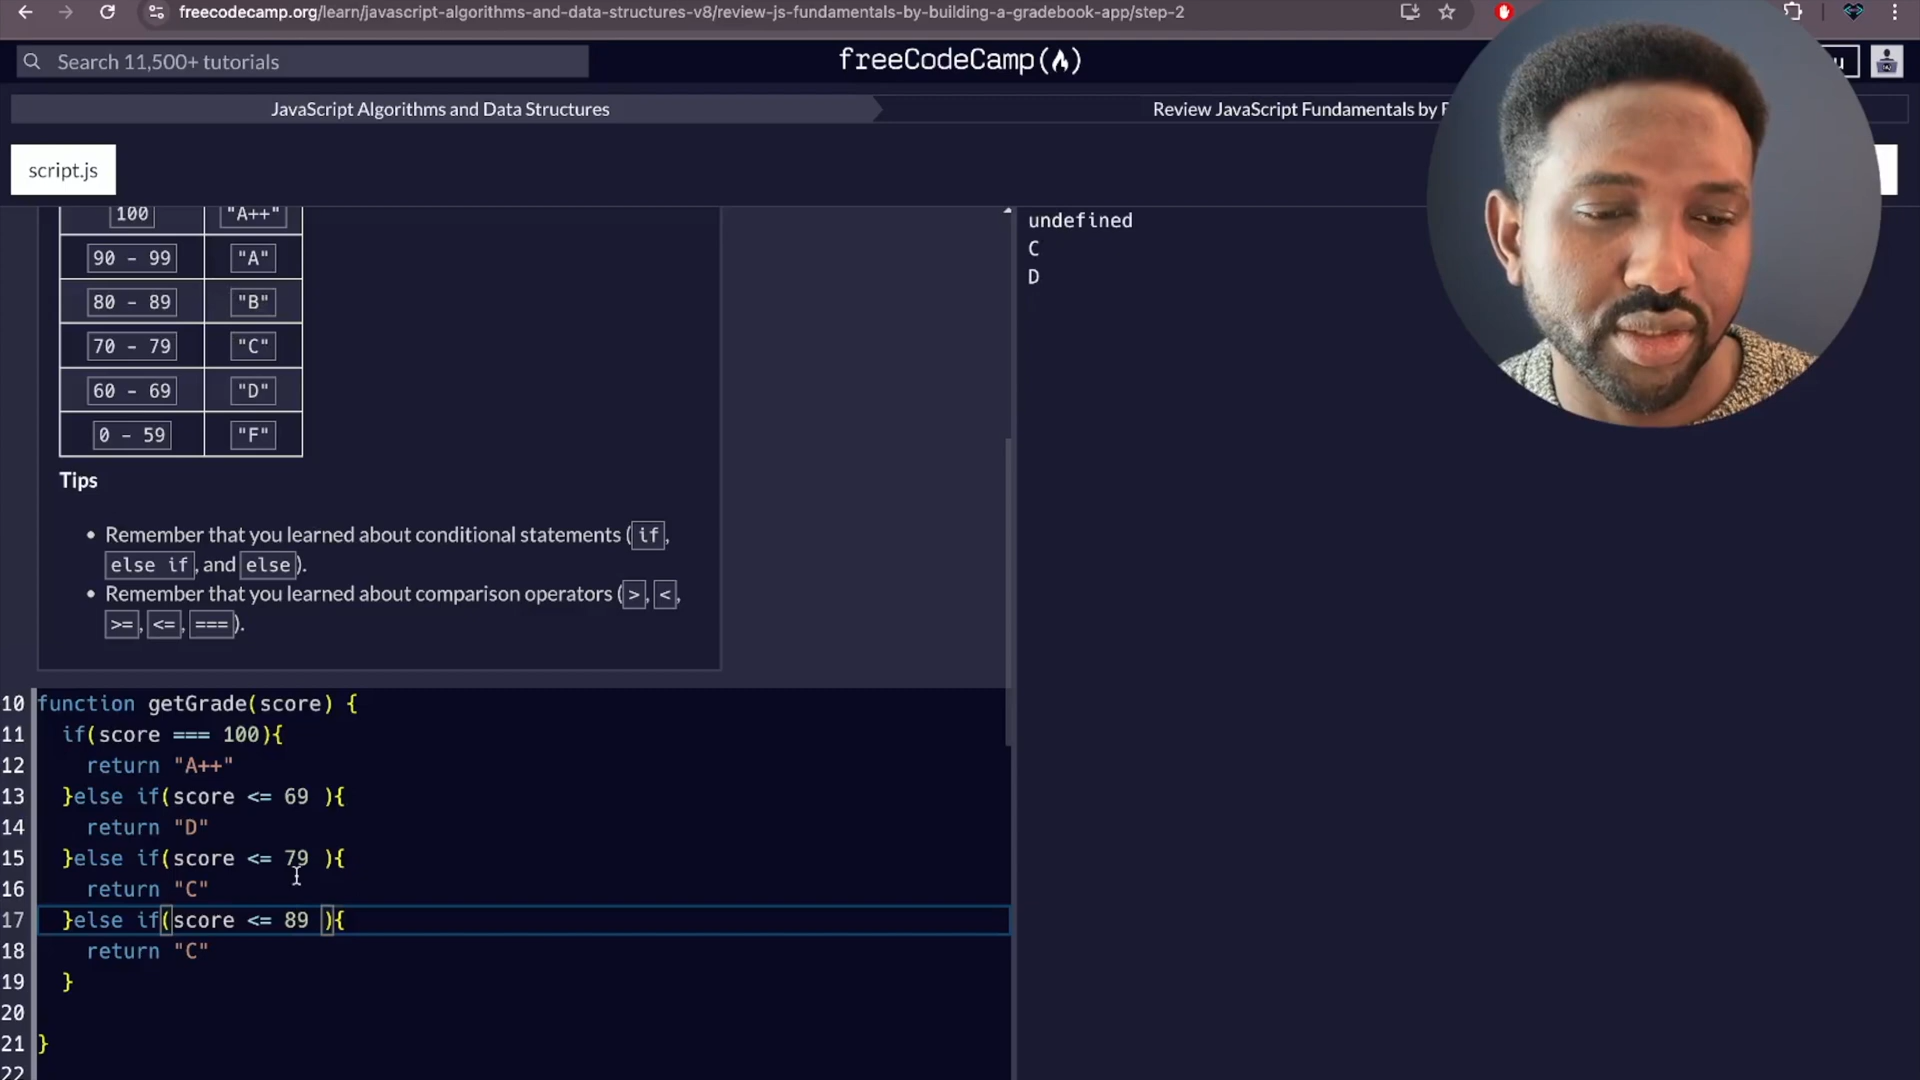 freecodecamp.org/learn/javascript-algorithms-and-data-structures-v8/review-js-fundamentals-by-building-a-gradebook-app/step-2
Search 11,500+ tutorials
freeCodeCamp
JavaScript Algorithms and Data Structures
Review JavaScript Fundamentals by
script.js
100 "A++"
90 - 99 "A"
80 - 89 "B"
70 - 79 "C"
60 - 69 "D"
0 - 59 "F"
Tips
Remember that you learned about conditional statements (if,
else if, and else).
Remember that you learned about comparison operators (>, <,
>=, <=, ===).
undefined
C
D
10 function getGrade(score) {
11 if(score === 100){
12 return "A++"
13 }else if(score <= 69 ){
14 return "D"
15 }else if(score <= 79 ){
16 return "C"
17 }else if(score <= 89 ){
18 return "C"
19 }
20
21 }
22